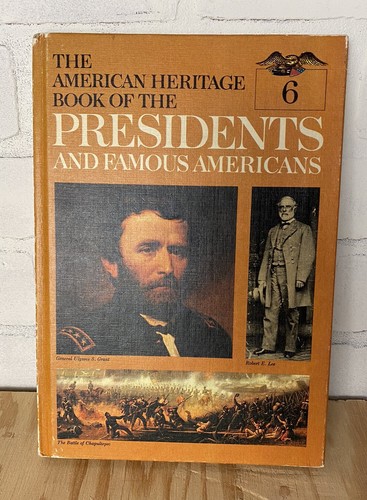 THE
AMERICAN HERITAGE
BOOK OF THE
PRESIDENTS
AND FAMOUS AMERICANS
6
General Ulysses S. Grant
Robert E. Lee
The Battle of Chapultepec